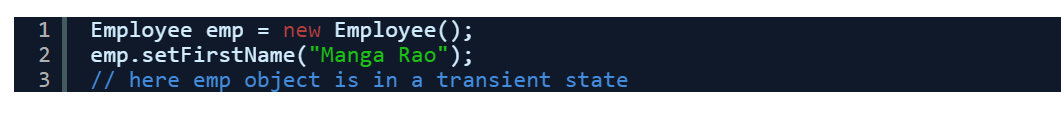 1 Employee emp = new Employee();
2 emp.setFirstName("Manga Rao");
3 // here emp object is in a transient state